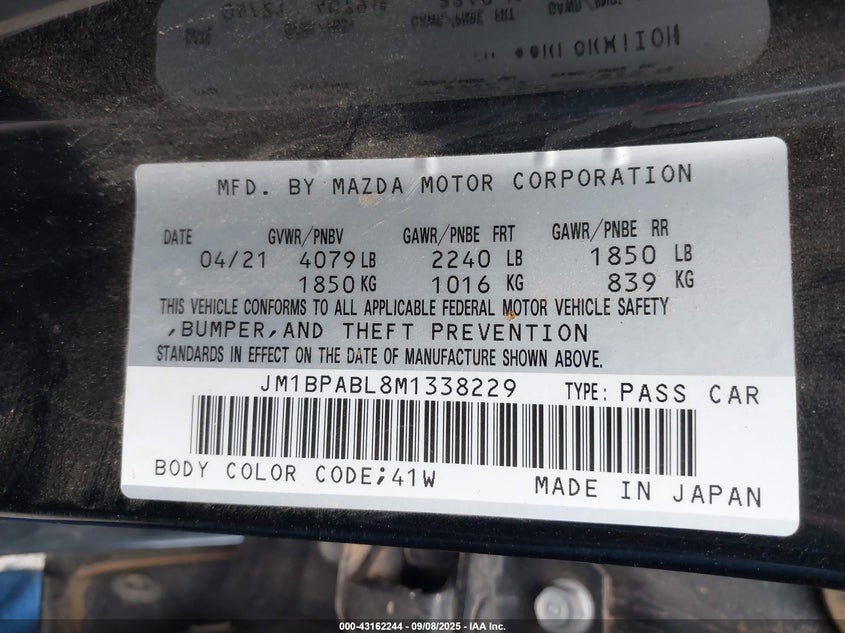 MFD. BY MAZDA MOTOR CORPORATION
DATE GVWR/PNBV GAWR/PNBE FRT GAWR/PNBE RR
04/21 4079 LB 2240 LB 1850 LB
1850 KG 1016 KG 839 KG
THIS VEHICLE CONFORMS TO ALL APPLICABLE FEDERAL MOTOR VEHICLE SAFETY
,BUMPER,AND THEFT PREVENTION
STANDARDS IN EFFECT ON THE DATE OF MANUFACTURE SHOWN ABOVE.
JM1BPABL8M1338229 TYPE: PASS CAR
BODY COLOR CODE;41W MADE IN JAPAN
000-43162244 - 09/08/2025 - IAA Inc.